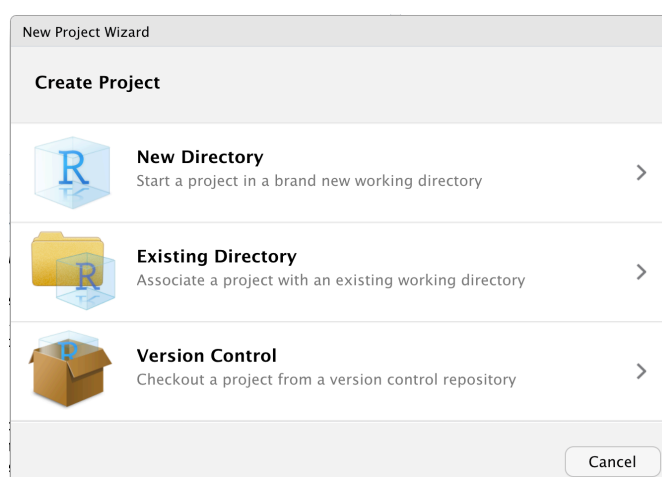 New Project Wizard
Create Project
R
New Directory
Start a project in a brand new working directory
R
Existing Directory
Associate a project with an existing working directory
R
Version Control
Checkout a project from a version control repository
Cancel